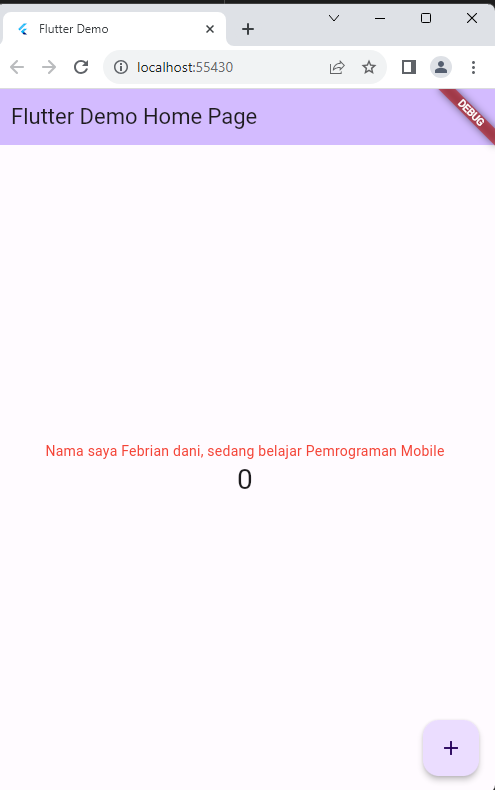 Flutter Demo
localhost:55430
Flutter Demo Home Page
DEBUG
Nama saya Febrian dani, sedang belajar Pemrograman Mobile
0